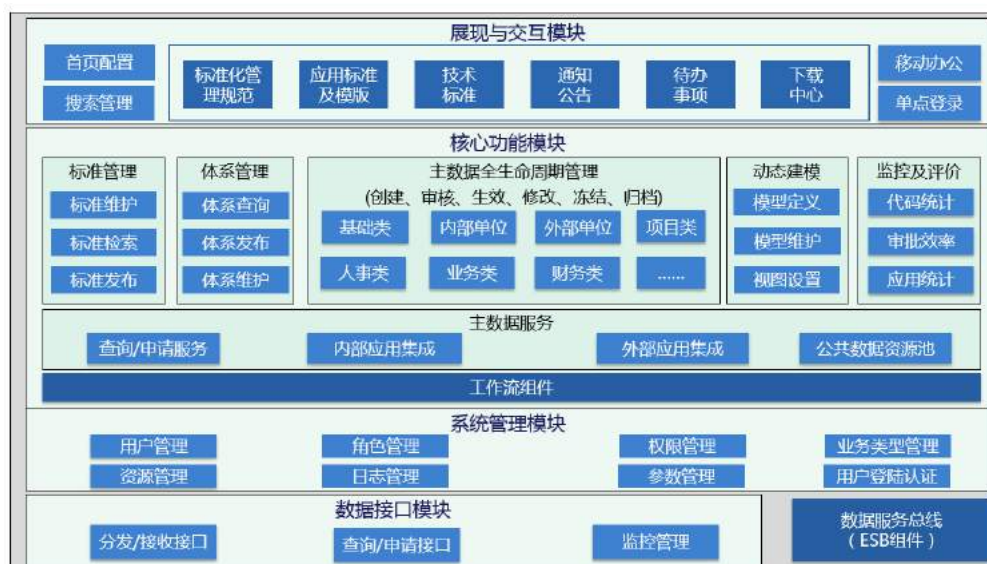 展现与交互模块
首页配置
搜索管理
标准化管
理规范
应用标准
及模版
技术
标准
通知
公告
待办
事项
下载
中心
移动办公
单点登录
核心功能模块
标准管理
标准维护
标准检索
标准发布
体系管理
体系查询
体系发布
体系维护
主数据全生命周期管理
(创建、审核、生效、修改、冻结、归档)
基础类
内部单位
外部单位
项目类
人事类
业务类
财务类
......
动态建模
模型定义
模型维护
视图设置
监控及评价
代码统计
审批效率
应用统计
主数据服务
查询/申请服务
内部应用集成
外部应用集成
公共数据资源池
工作流组件
系统管理模块
用户管理
角色管理
权限管理
业务类型管理
资源管理
日志管理
参数管理
用户登陆认证
数据接口模块
分发/接收接口
查询/申请接口
监控管理
数据服务总线
（ESB组件）